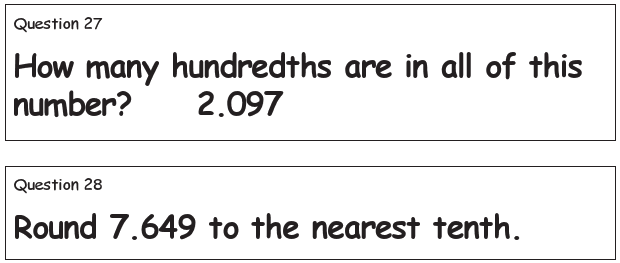 Question 27
How many hundredths are in all of this
number? 2.097
Question 28
Round 7.649 to the nearest tenth.